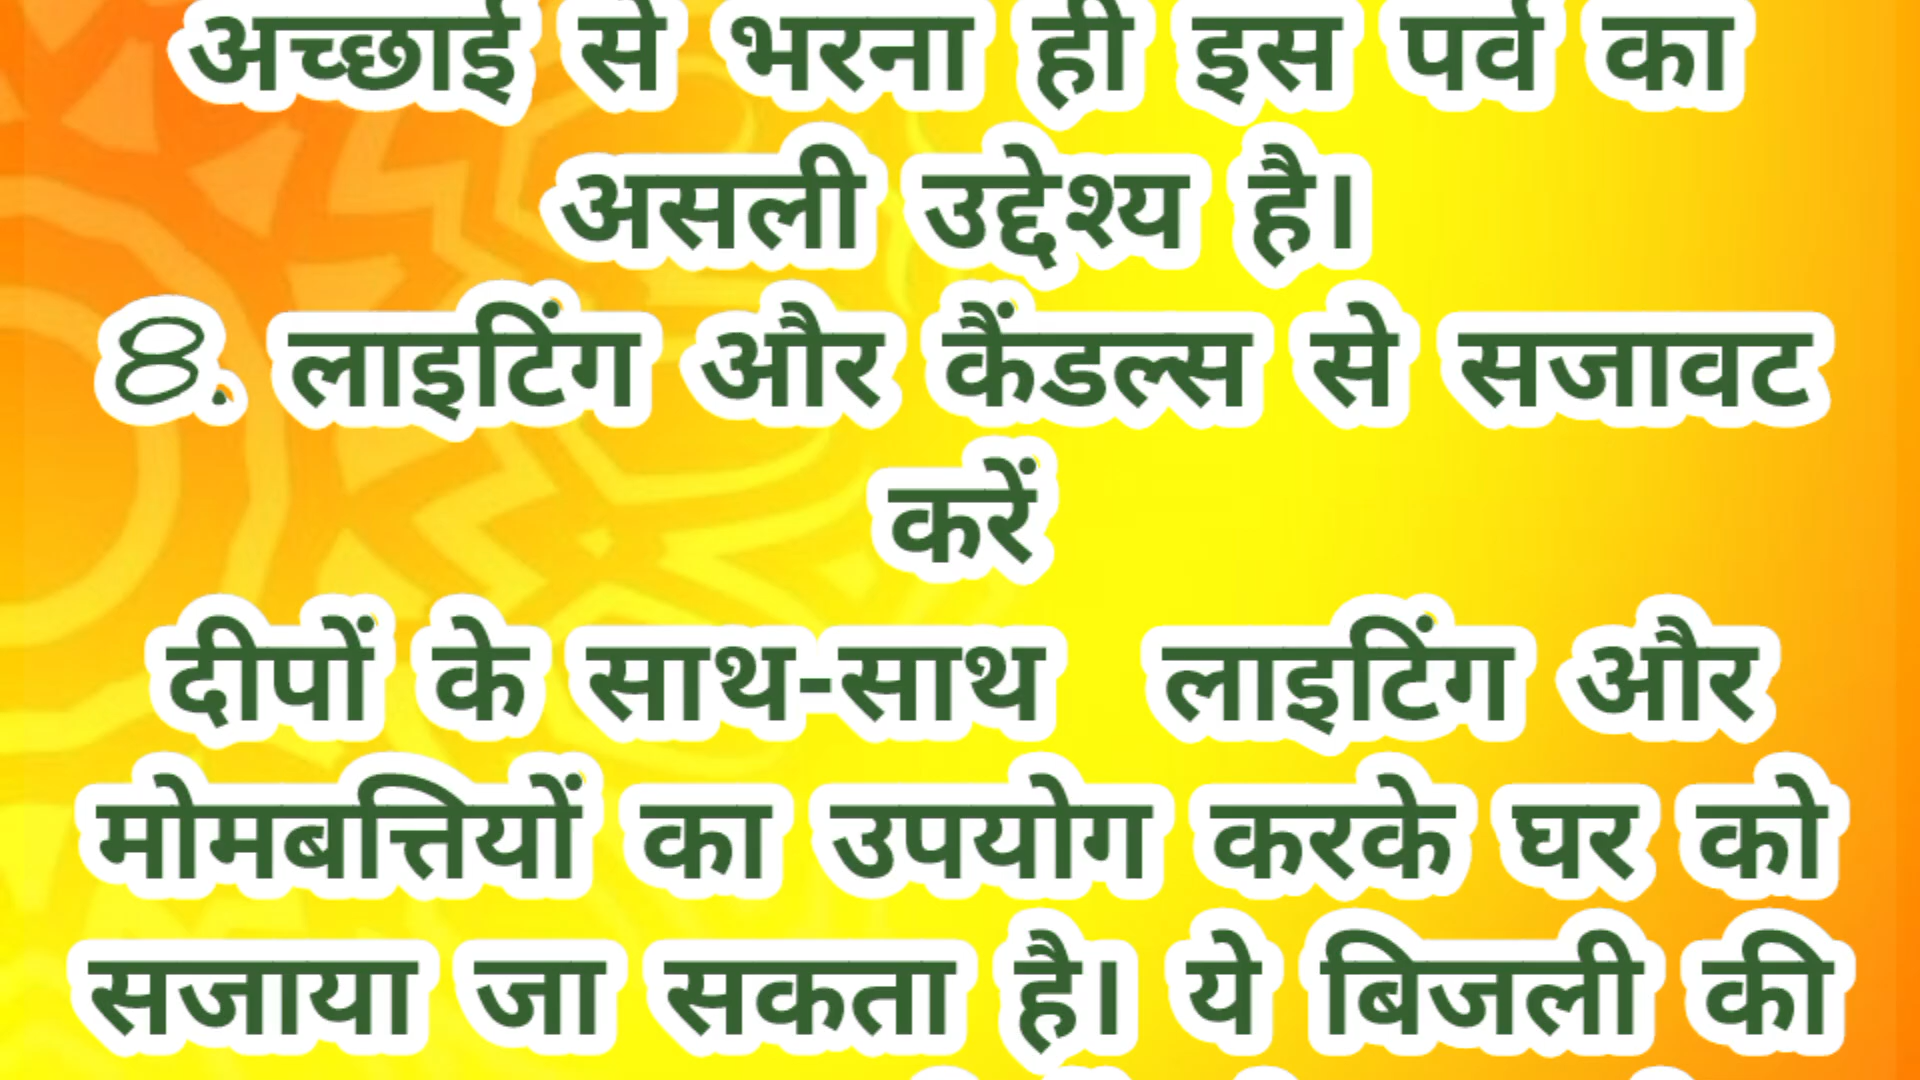 अच्छाई से भरना ही इस पर्व का
असली उद्देश्य है।
8. लाइटिंग और कैंडल्स से सजावट
करें
दीपों के साथ-साथ लाइटिंग और
मोमबत्तियों का उपयोग करके घर को
सजाया जा सकता है। ये बिजली की